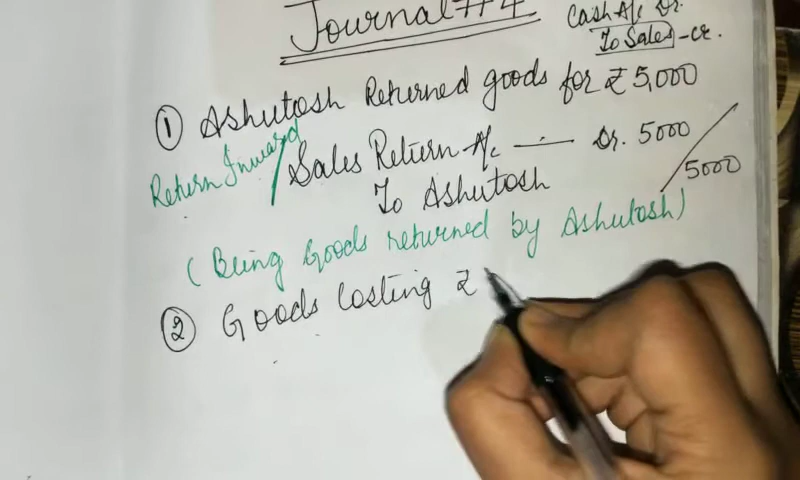 Journal #4
Cash A/c Dr.
To Sales - cr.
① Ashutosh Returned goods for ₹ 5,000
Return Inward / Sales Return A/c — Dr. 5000
To Ashutosh 5000
(Being Goods returned by Ashutosh)
② Goods Costing ₹